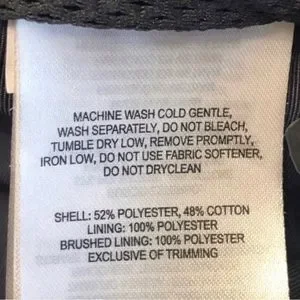 MACHINE WASH COLD GENTLE,
WASH SEPARATELY, DO NOT BLEACH,
TUMBLE DRY LOW, REMOVE PROMPTLY,
IRON LOW, DO NOT USE FABRIC SOFTENER,
DO NOT DRYCLEAN
SHELL: 52% POLYESTER, 48% COTTON
LINING: 100% POLYESTER
BRUSHED LINING: 100% POLYESTER
EXCLUSIVE OF TRIMMING